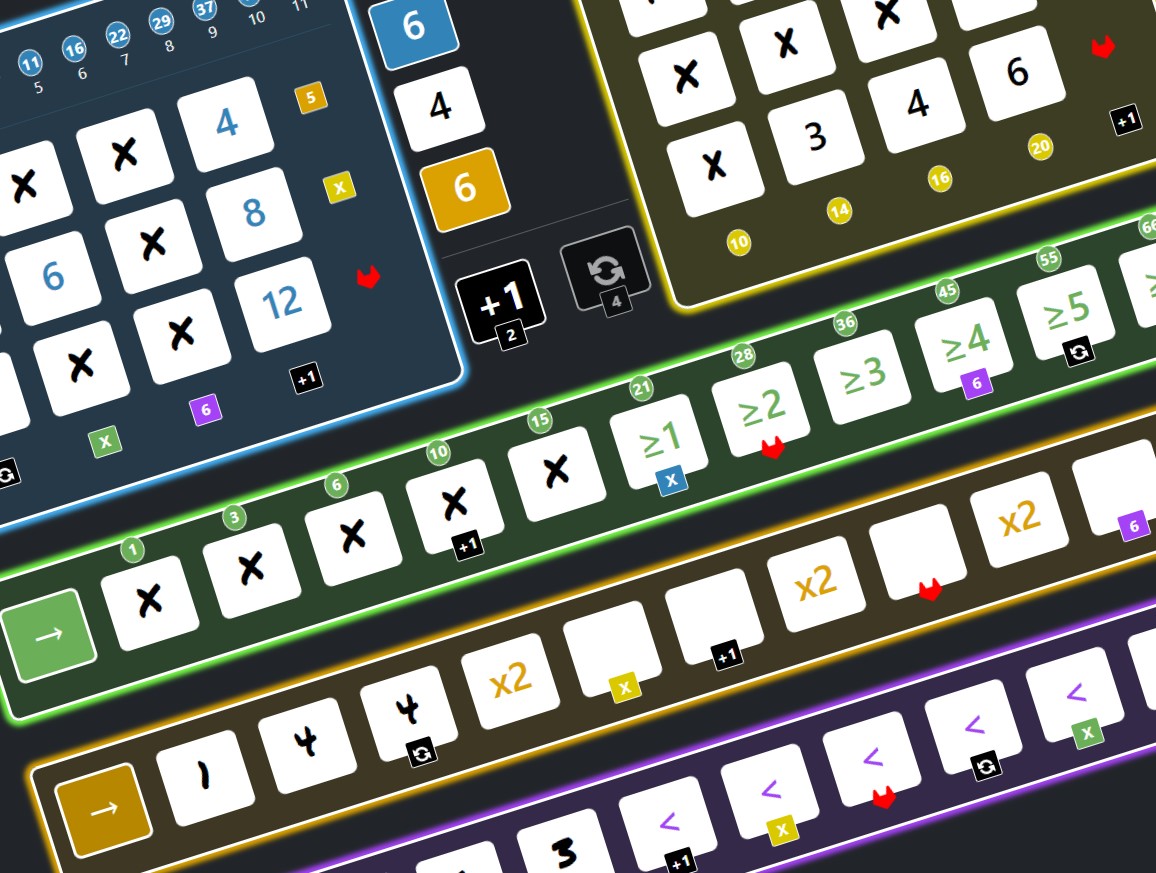 11 16 22 29 37
5 6 7 8 9 10 11
X X 4 5
6 X 8 X
X X 12
X 6 +1
6
4
6
+1 2
4
X X X
X 3 4 6
10 14 16 20 +1
1 3 6 10 15 21 28 36 45 55 66
→ X X X X X ≥1 ≥2 ≥3 ≥4 ≥5 ≥
+1 X 6
→ 1 4 4 x2 x2 x2
X +1 6
3 < < < < <
+1 X X